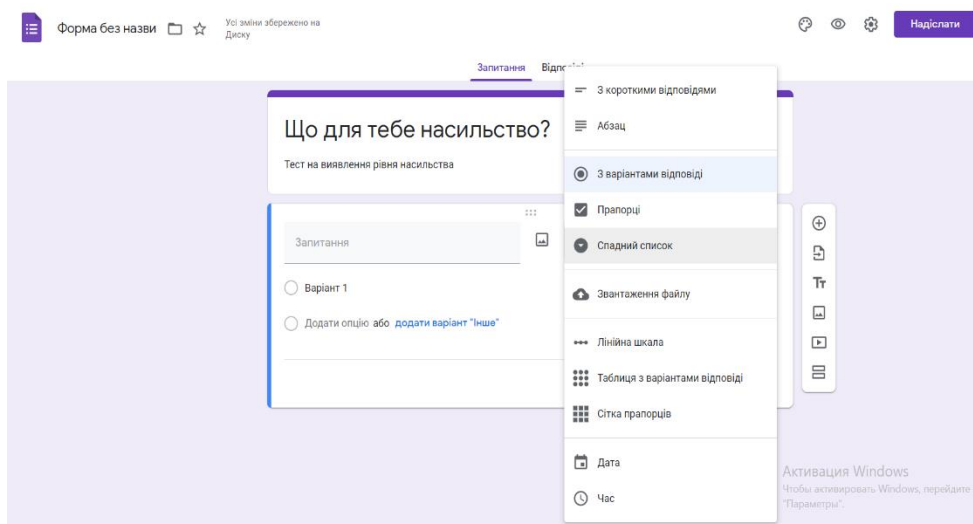 Форма без назви
Усі зміни збережено на
Диску
Надіслати
Запитання
Що для тебе насильство?
Тест на виявлення рівня насильства
Запитання
Варіант 1
Додати опцію або додати варіант "Інше"
З короткими відповідями
Абзац
З варіантами відповіді
Прапорці
Спадний список
Звантаження файлу
Лінійна шкала
Таблиця з варіантами відповіді
Сітка прапорців
Дата
Час
Тт
Активация Windows
Чтобы активировать Windows, перейдите
"Параметры".